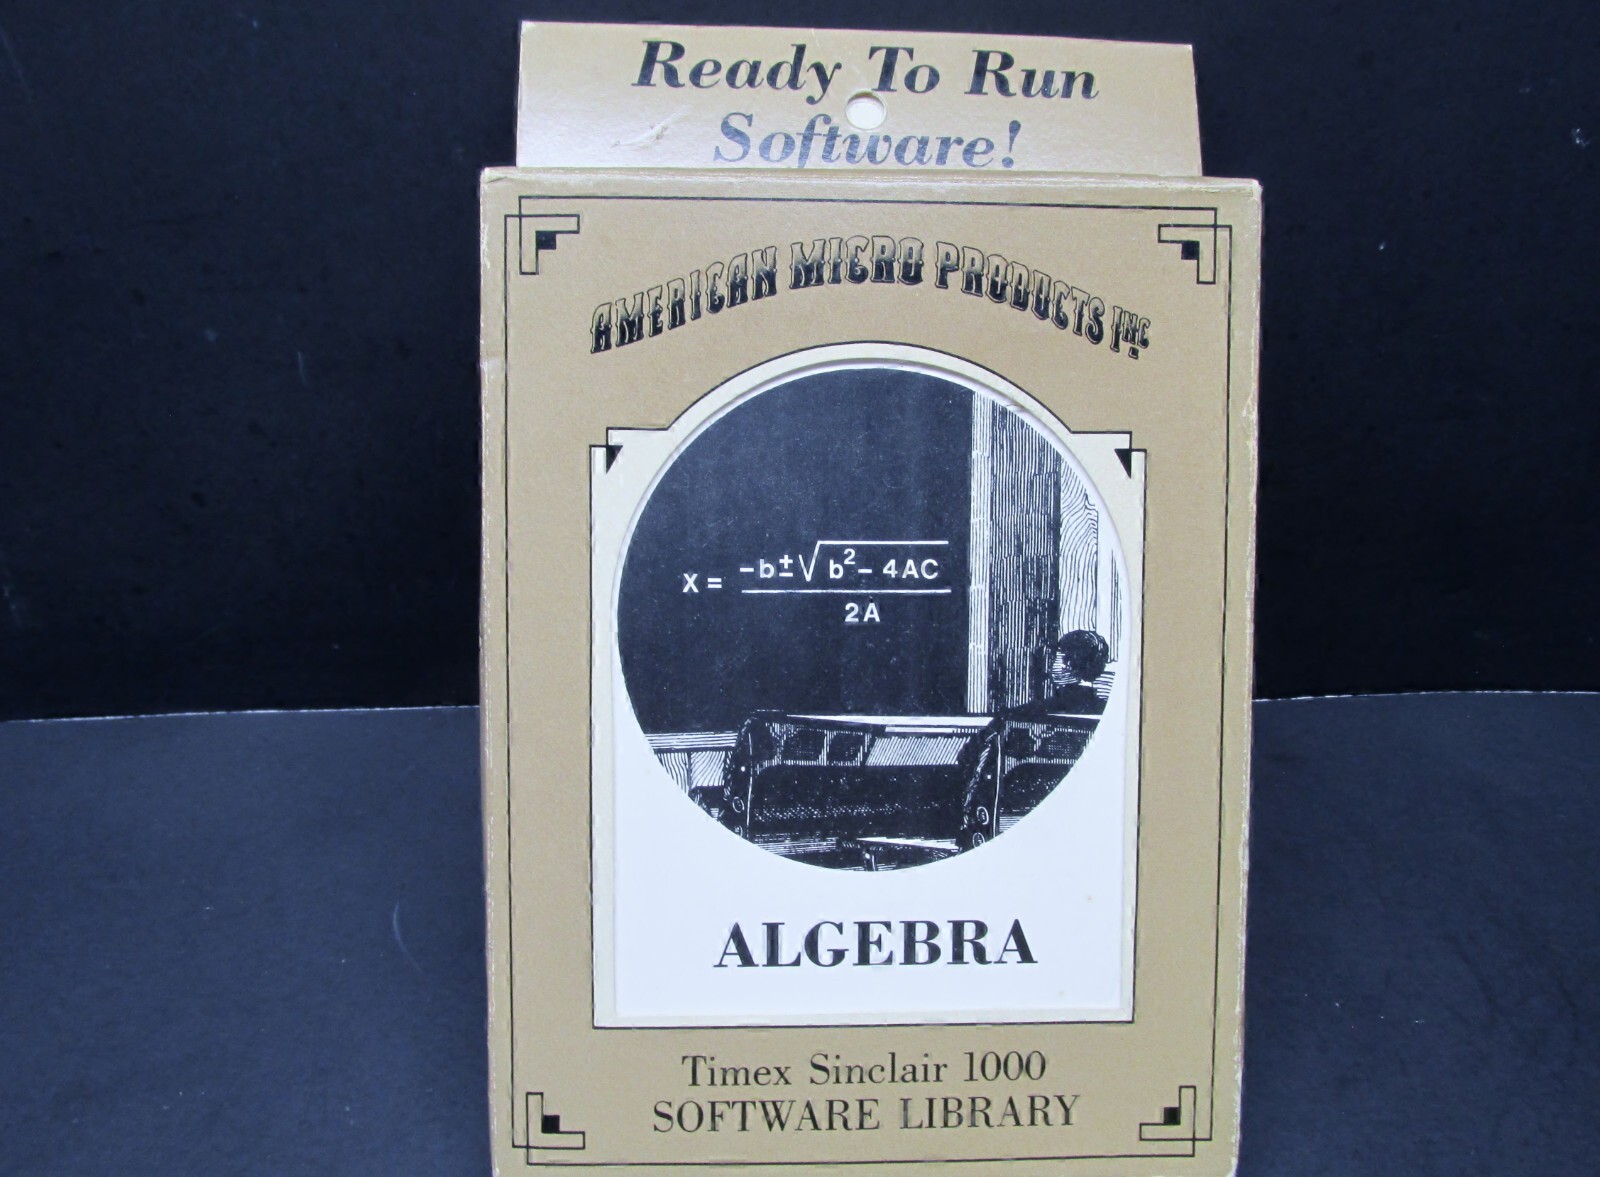 Ready To Run
Software!
AMERICAN MICRO PRODUCTS INC.
X = -b±√b²- 4AC
2A
ALGEBRA
Timex Sinclair 1000
SOFTWARE LIBRARY